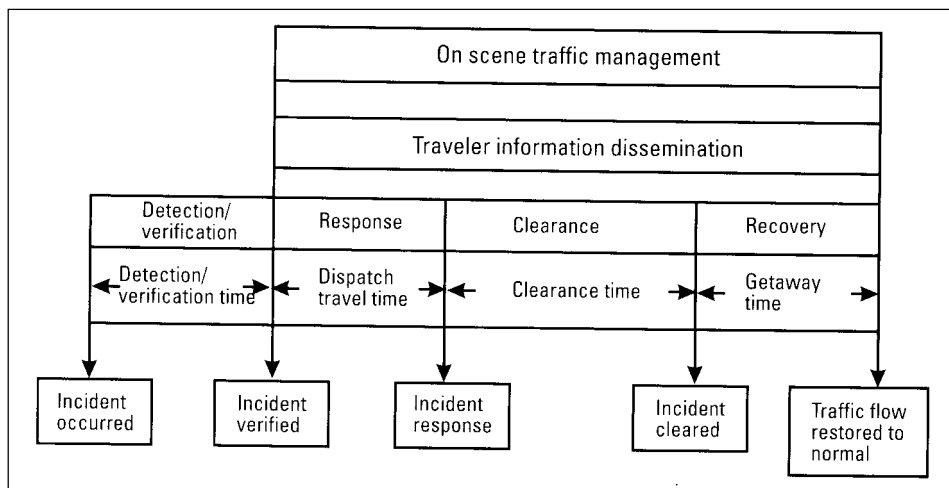 On scene traffic management
Traveler information dissemination
Detection/
verification
Response
Clearance
Recovery
Detection/
verification time
Dispatch
travel time
Clearance time
Getaway
time
Incident
occurred
Incident
verified
Incident
response
Incident
cleared
Traffic flow
restored to
normal